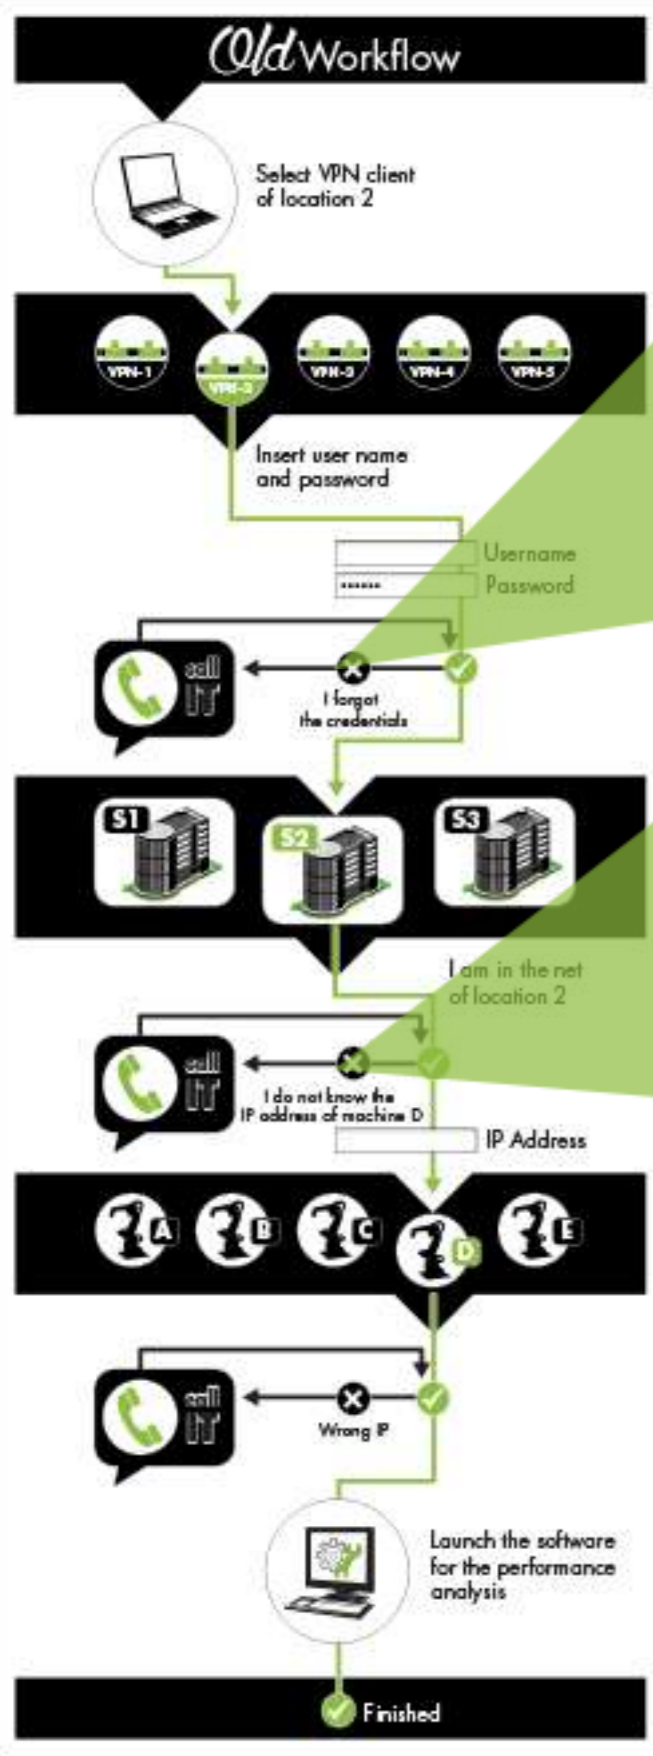 Old Workflow
Select VPN client
of location 2
VPN-1
VPN-2
VPN-3
VPN-4
VPN-5
Insert user name
and password
Username
Password
call
IT
I forgot
the credentials
S1
S2
S3
I am in the net
of location 2
call
IT
I do not know the
IP address of machine D
IP Address
A
B
C
D
E
call
IT
Wrong IP
Launch the software
for the performance
analysis
Finished